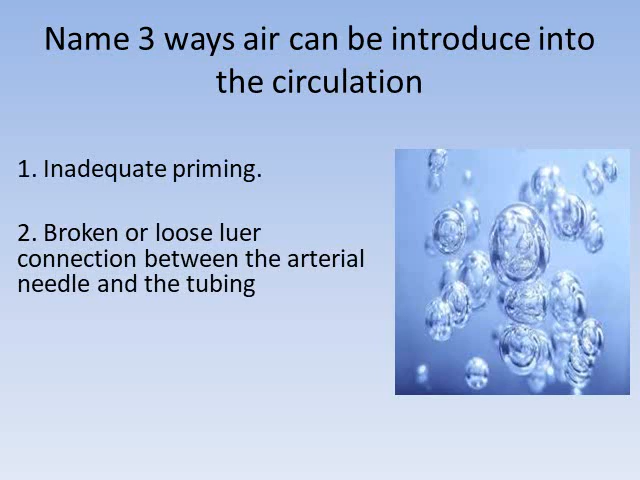 Name 3 ways air can be introduce into
the circulation
1. Inadequate priming.
2. Broken or loose luer
connection between the arterial
needle and the tubing